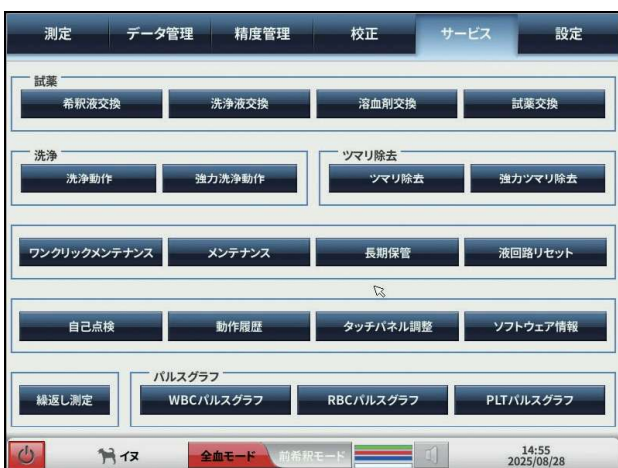 測定 データ管理 精度管理 校正 サービス 設定
試薬
希釈液交換 洗浄液交換 溶血剤交換 試薬交換
洗浄 ツマリ除去
洗浄動作 強力洗浄動作 ツマリ除去 強力ツマリ除去
ワンクリックメンテナンス メンテナンス 長期保管 液回路リセット
自己点検 動作履歴 タッチパネル調整 ソフトウェア情報
パルスグラフ
繰返し測定 WBCパルスグラフ RBCパルスグラフ PLTパルスグラフ
イヌ 全血モード 前希釈モード 14:55
2025/08/28